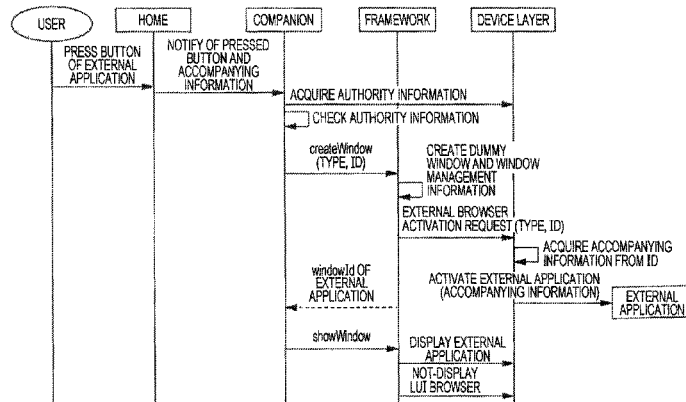 USER
HOME
COMPANION
FRAMEWORK
DEVICE LAYER
PRESS BUTTON
OF EXTERNAL
APPLICATION
NOTIFY OF PRESSED
BUTTON AND
ACCOMPANYING
INFORMATION
ACQUIRE AUTHORITY INFORMATION
CHECK AUTHORITY INFORMATION
createWindow
(TYPE, ID)
CREATE DUMMY
WINDOW AND WINDOW
MANAGEMENT
INFORMATION
EXTERNAL BROWSER
ACTIVATION REQUEST (TYPE, ID)
ACQUIRE ACCOMPANYING
INFORMATION FROM ID
windowId OF
EXTERNAL
APPLICATION
ACTIVATE EXTERNAL APPLICATION
(ACCOMPANYING INFORMATION)
EXTERNAL
APPLICATION
showWindow
DISPLAY EXTERNAL
APPLICATION
NOT-DISPLAY
LUI BROWSER